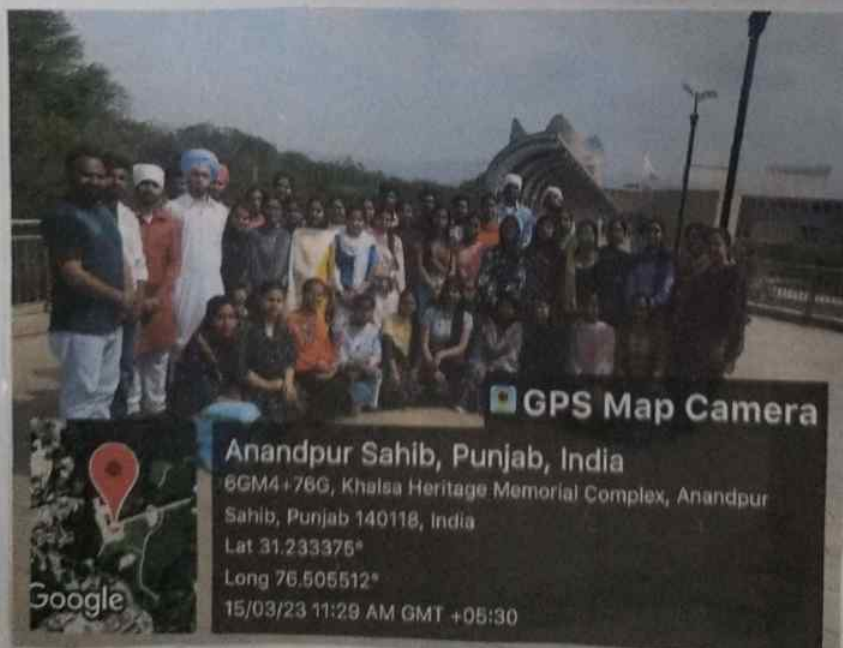 GPS Map Camera
Anandpur Sahib, Punjab, India
6GM4+76G, Khalsa Heritage Memorial Complex, Anandpur
Sahib, Punjab 140118, India
Lat 31.233375°
Long 76.505512°
15/03/23 11:29 AM GMT +05:30
Google